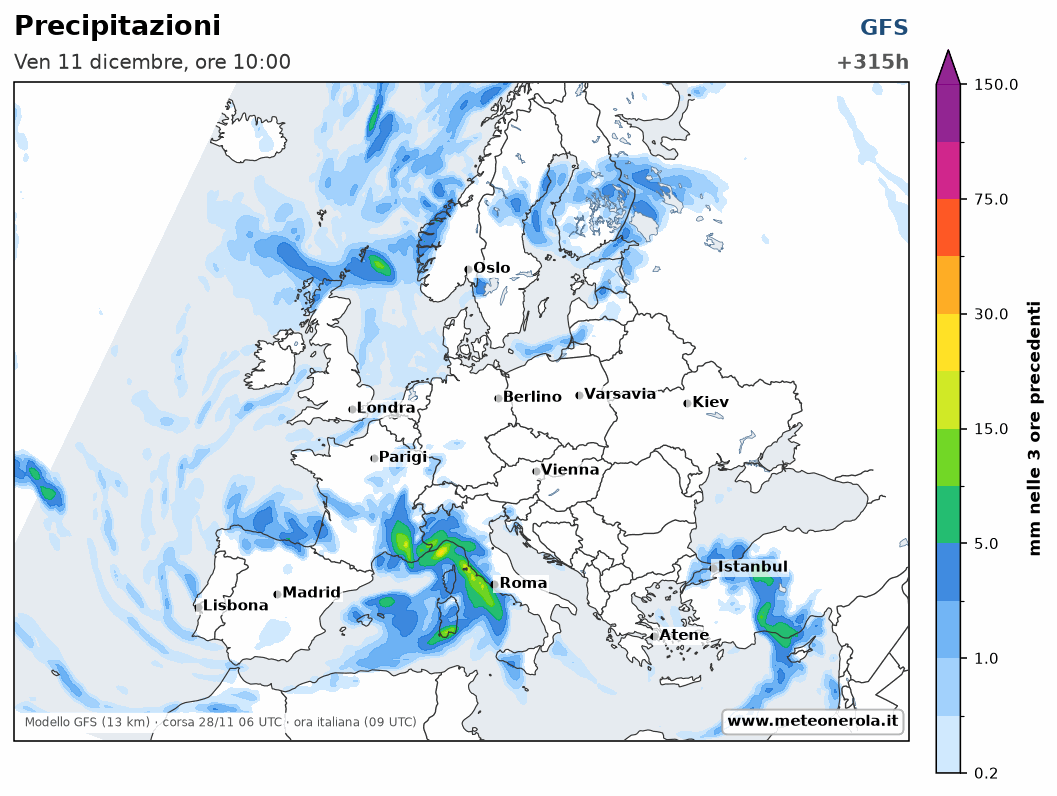 Precipitazioni
GFS
Ven 11 dicembre, ore 10:00
+315h
150.0
75.0
30.0
15.0
5.0
1.0
0.2
mm nelle 3 ore precedenti
Oslo
Berlino
Varsavia
Kiev
Londra
Parigi
Vienna
Istanbul
Roma
Madrid
Lisbona
Atene
Modello GFS (13 km) · corsa 28/11 06 UTC · ora italiana (09 UTC)
www.meteonerola.it